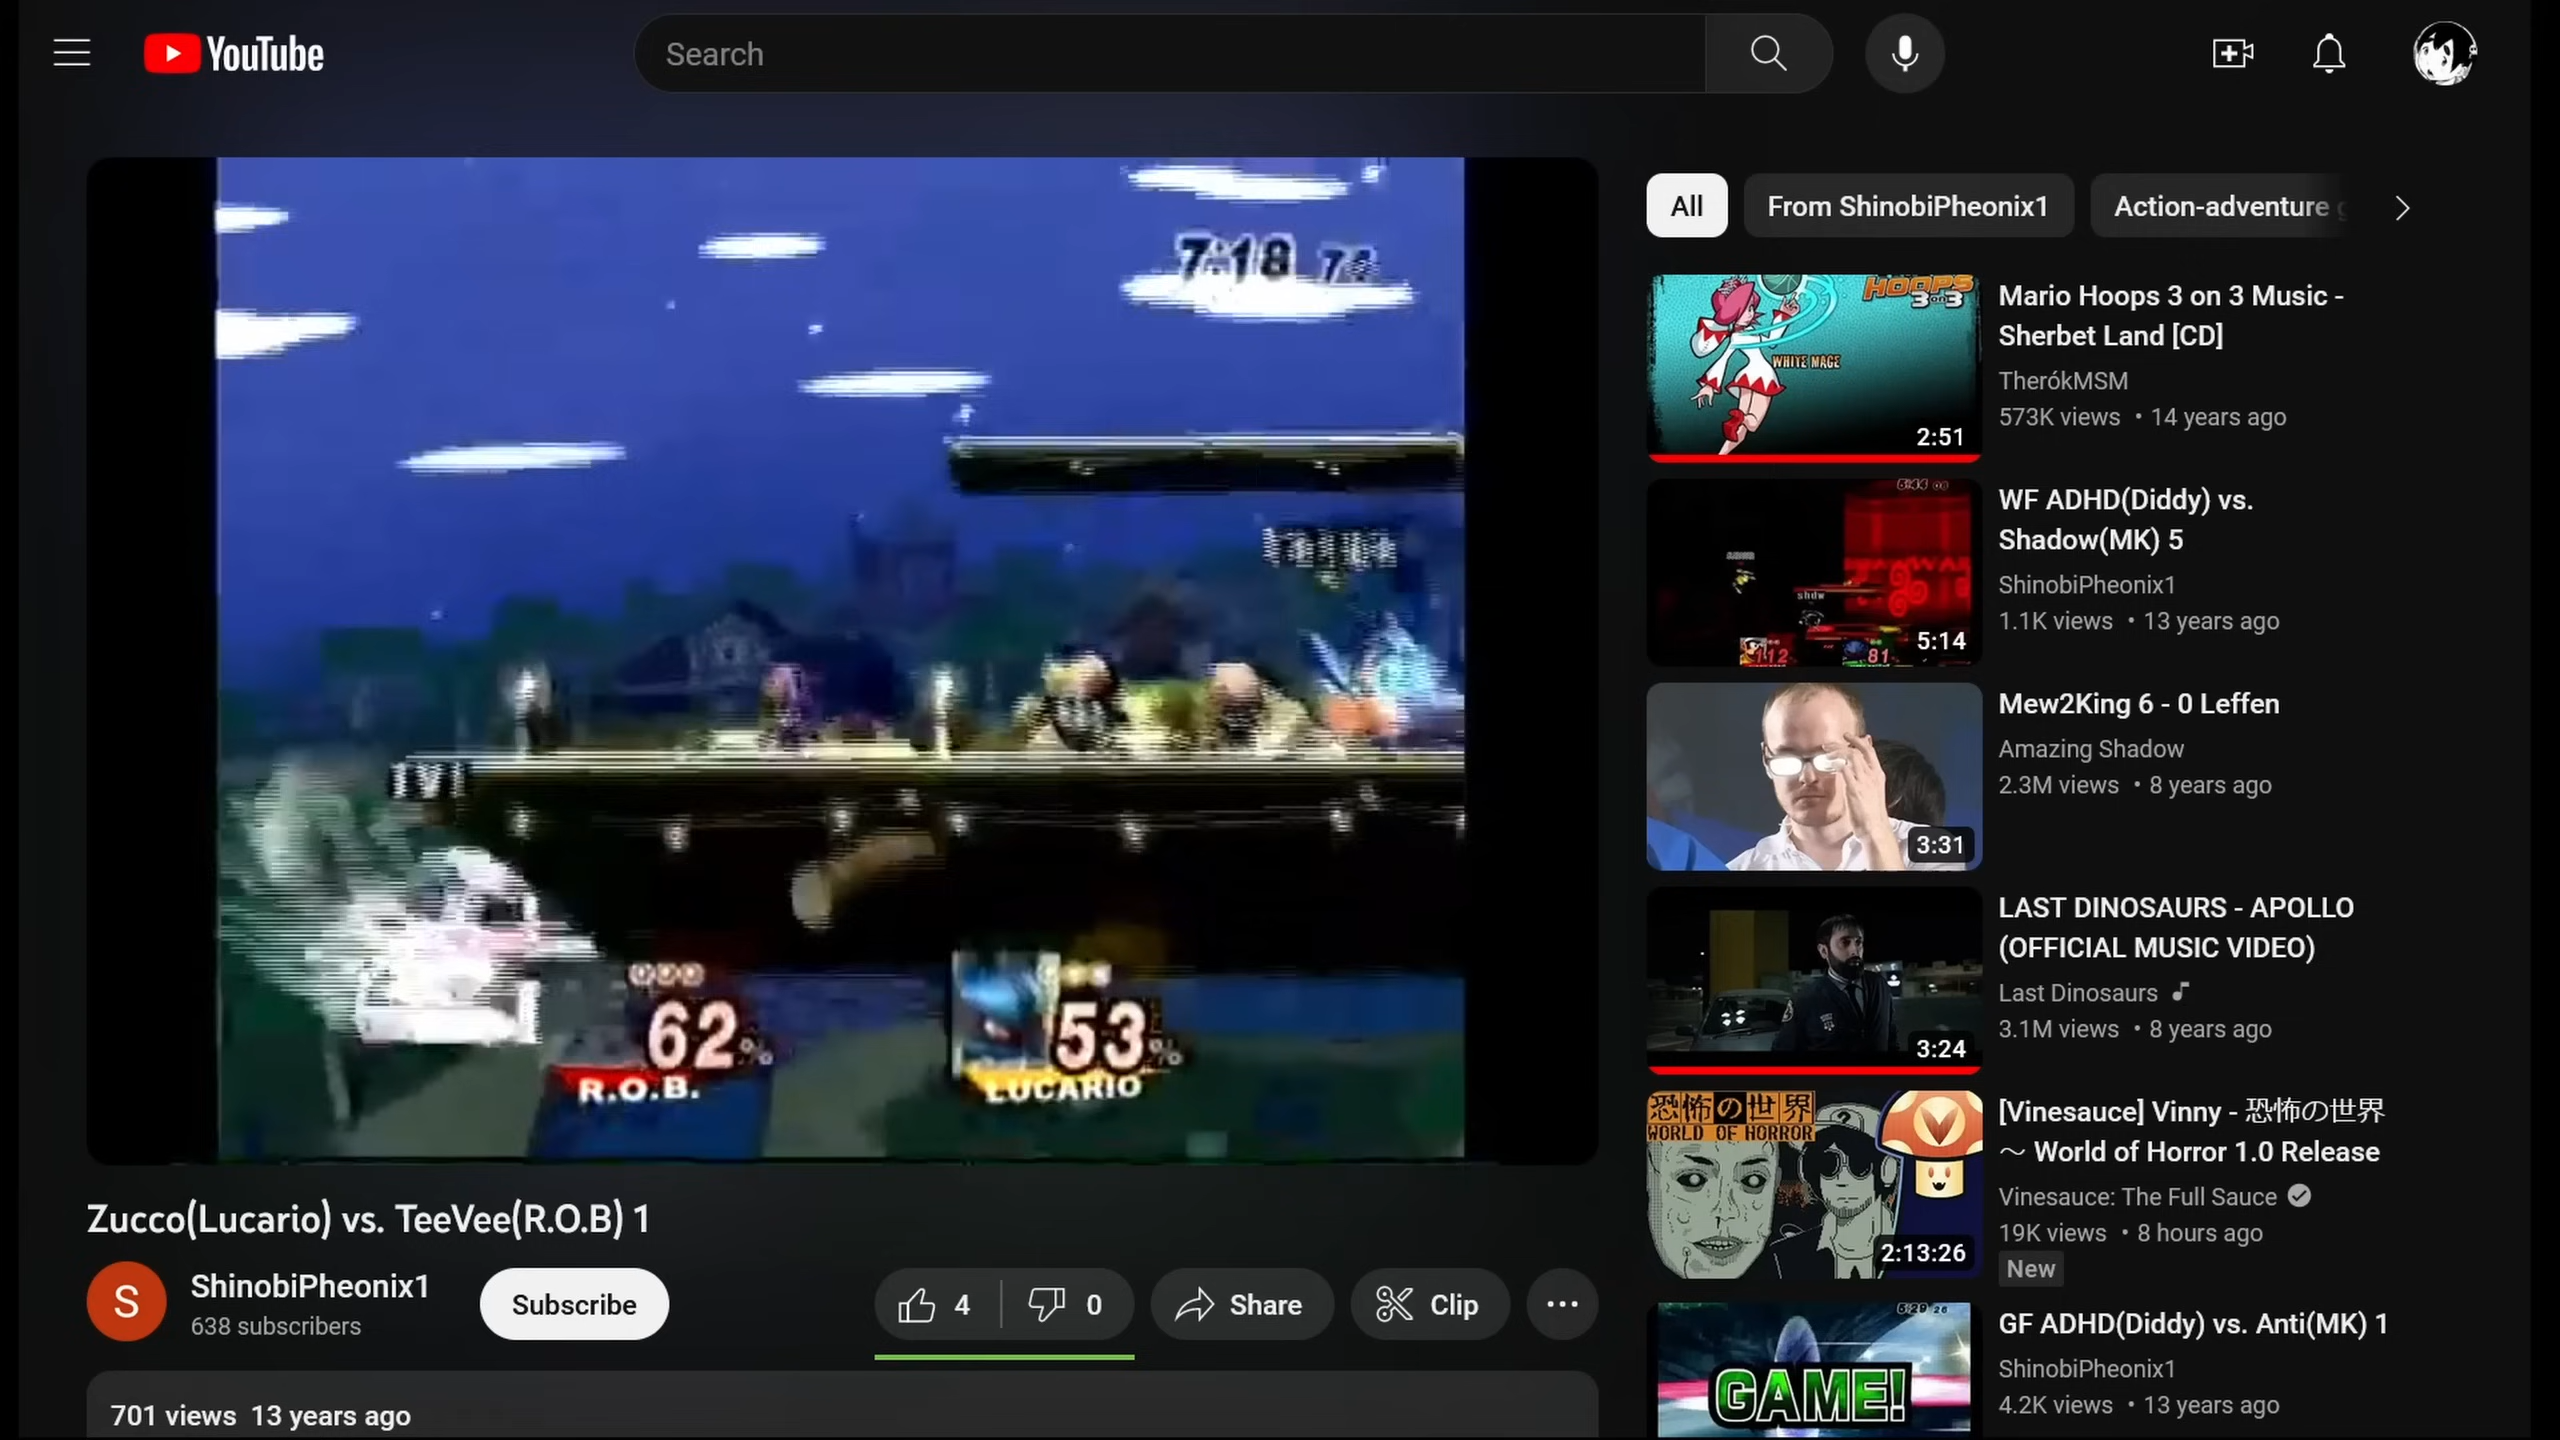 YouTube
Search
7:18
62%
R.O.B.
53%
LUCARIO
Zucco(Lucario) vs. TeeVee(R.O.B) 1
S
ShinobiPheonix1
638 subscribers
Subscribe
4
0
Share
Clip
701 views 13 years ago
All
From ShinobiPheonix1
Action-adventure
HOOPS
3on3
WHITE MAGE
2:51
Mario Hoops 3 on 3 Music -
Sherbet Land [CD]
TherókMSM
573K views • 14 years ago
shdw
112
81
5:14
WF ADHD(Diddy) vs.
Shadow(MK) 5
ShinobiPheonix1
1.1K views • 13 years ago
3:31
Mew2King 6 - 0 Leffen
Amazing Shadow
2.3M views • 8 years ago
3:24
LAST DINOSAURS - APOLLO
(OFFICIAL MUSIC VIDEO)
Last Dinosaurs
3.1M views • 8 years ago
恐怖の世界
WORLD OF HORROR
2:13:26
[Vinesauce] Vinny - 恐怖の世界
～ World of Horror 1.0 Release
Vinesauce: The Full Sauce
19K views • 8 hours ago
New
GAME!
GF ADHD(Diddy) vs. Anti(MK) 1
ShinobiPheonix1
4.2K views • 13 years ago